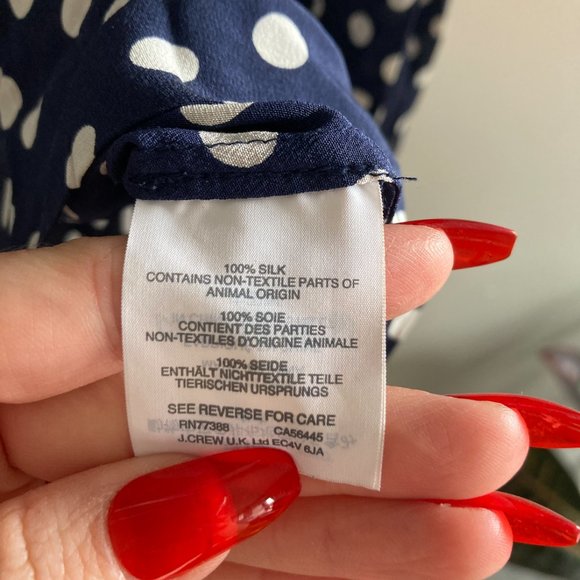 100% SILK
CONTAINS NON-TEXTILE PARTS OF
ANIMAL ORIGIN
100% SOIE
CONTIENT DES PARTIES
NON-TEXTILES D'ORIGINE ANIMALE
100% SEIDE
ENTHÄLT NICHTTEXTILE TEILE
TIERISCHEN URSPRUNGS
SEE REVERSE FOR CARE
RN77388 CA56445
J.CREW U.K. Ltd EC4V 6JA